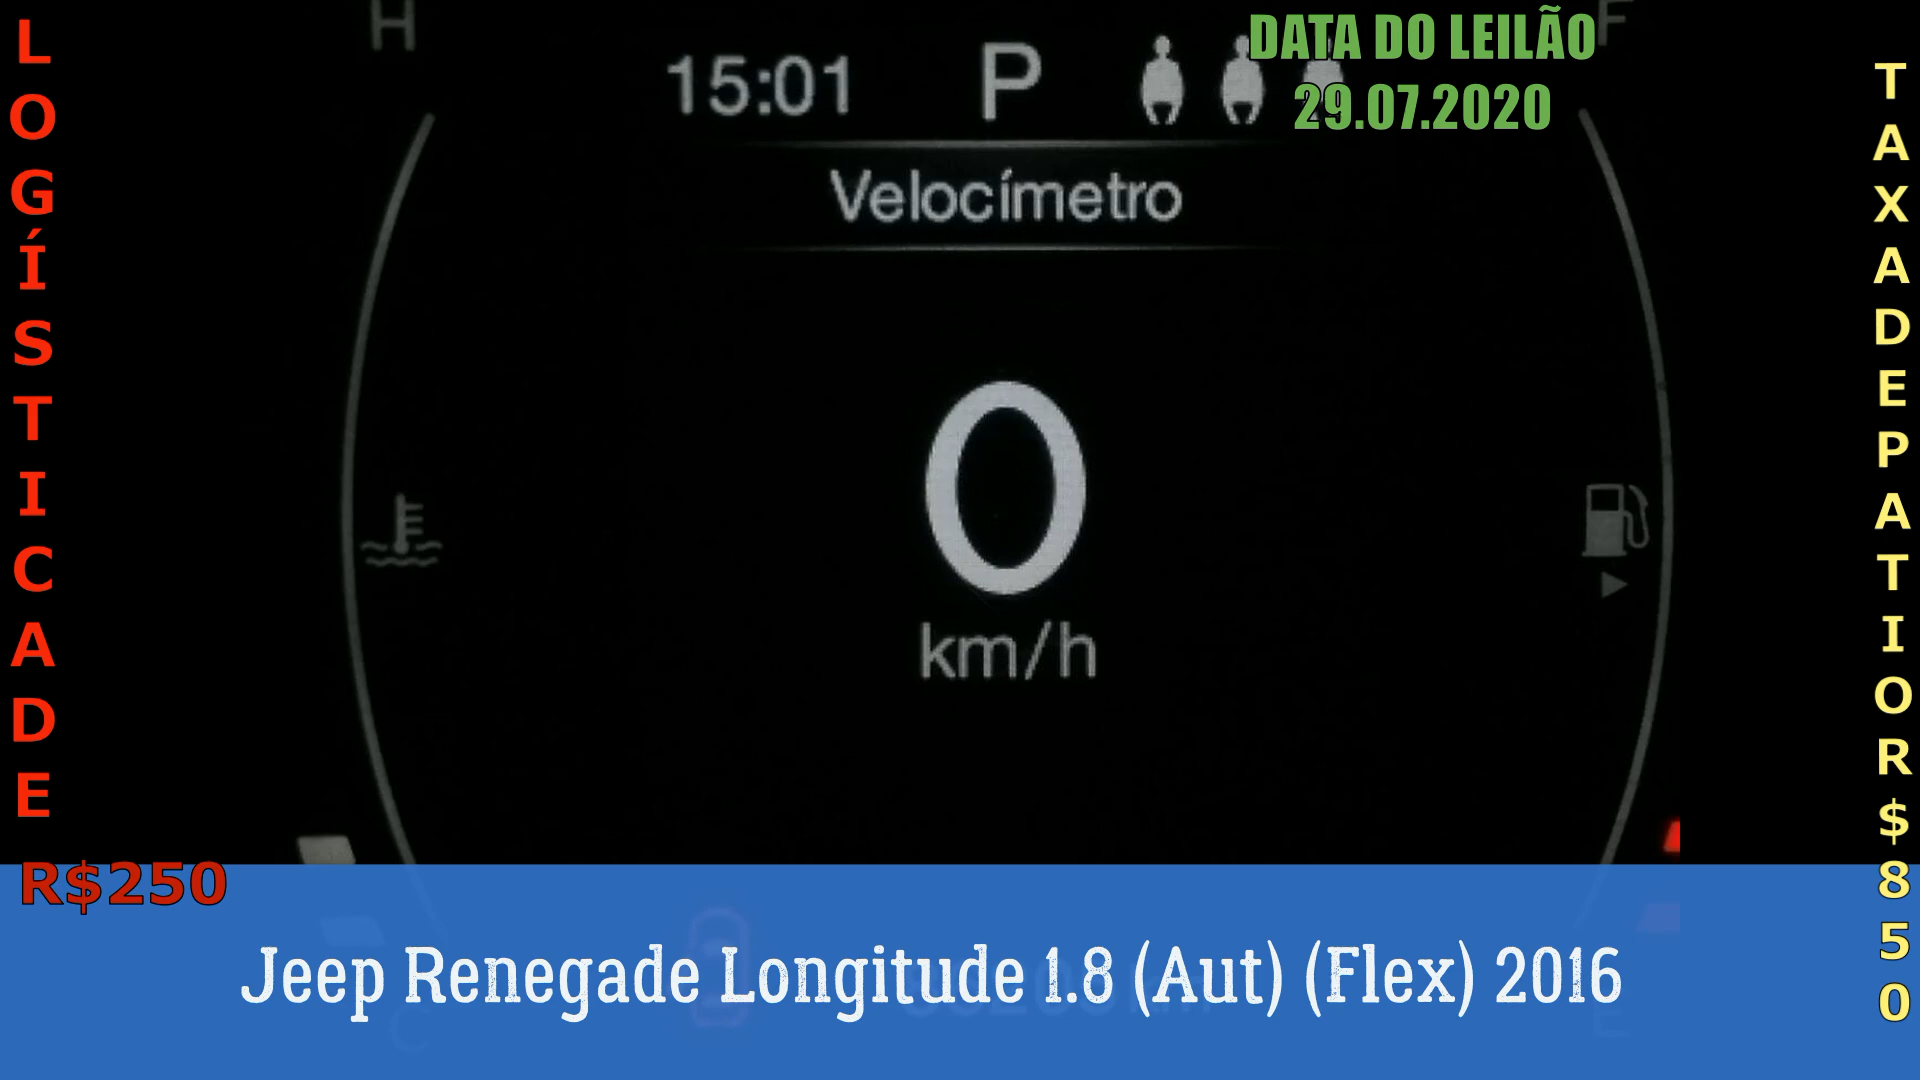 LOGÍSTICA DE
R$250
H
15:01 P
DATA DO LEILÃO
29.07.2020
F
Velocímetro
0
km/h
Jeep Renegade Longitude 1.8 (Aut) (Flex) 2016
C
E
TAXA DE PATIO R$850